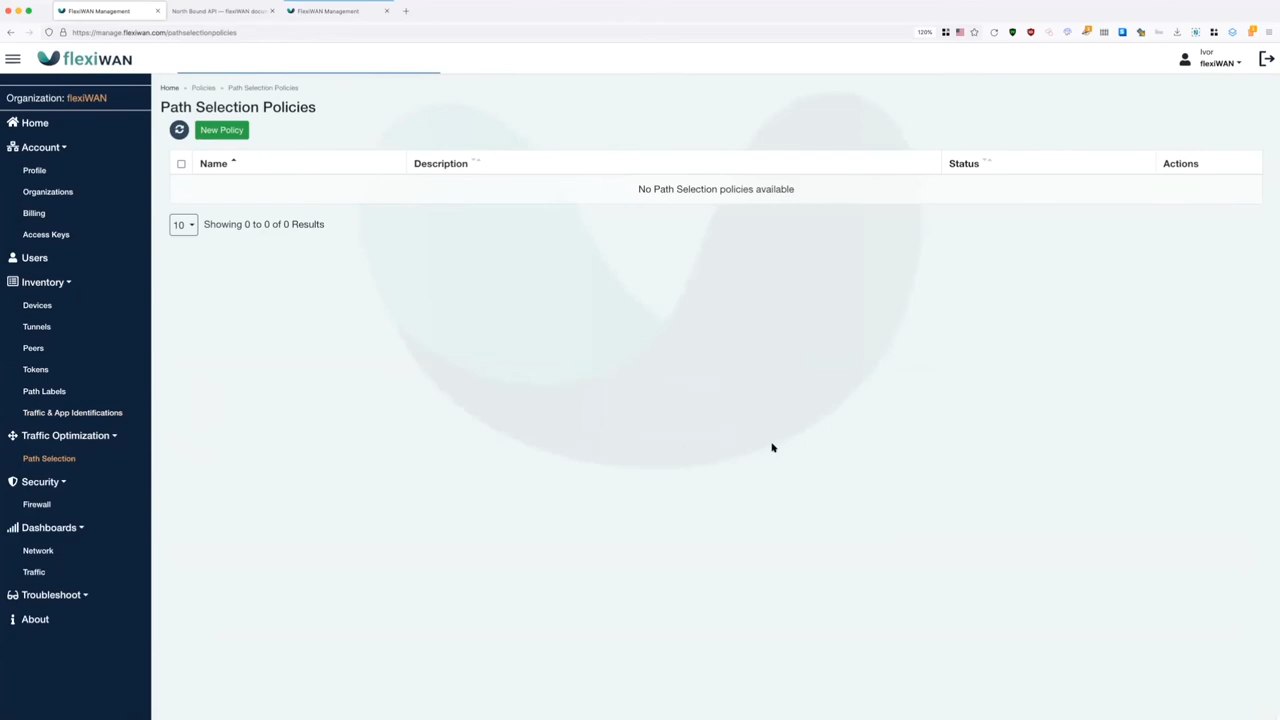 FlexiWAN Management
North Bound API — flexiWAN docu
FlexiWAN Management
https://manage.flexiwan.com/pathselectionpolicies
120%
flexiWAN
Ivor
flexiWAN
Organization: flexiWAN
Home
Account
Profile
Organizations
Billing
Access Keys
Users
Inventory
Devices
Tunnels
Peers
Tokens
Path Labels
Traffic & App Identifications
Traffic Optimization
Path Selection
Security
Firewall
Dashboards
Network
Traffic
Troubleshoot
About
Home » Policies » Path Selection Policies
Path Selection Policies
New Policy
Name Description Status Actions
No Path Selection policies available
10 Showing 0 to 0 of 0 Results